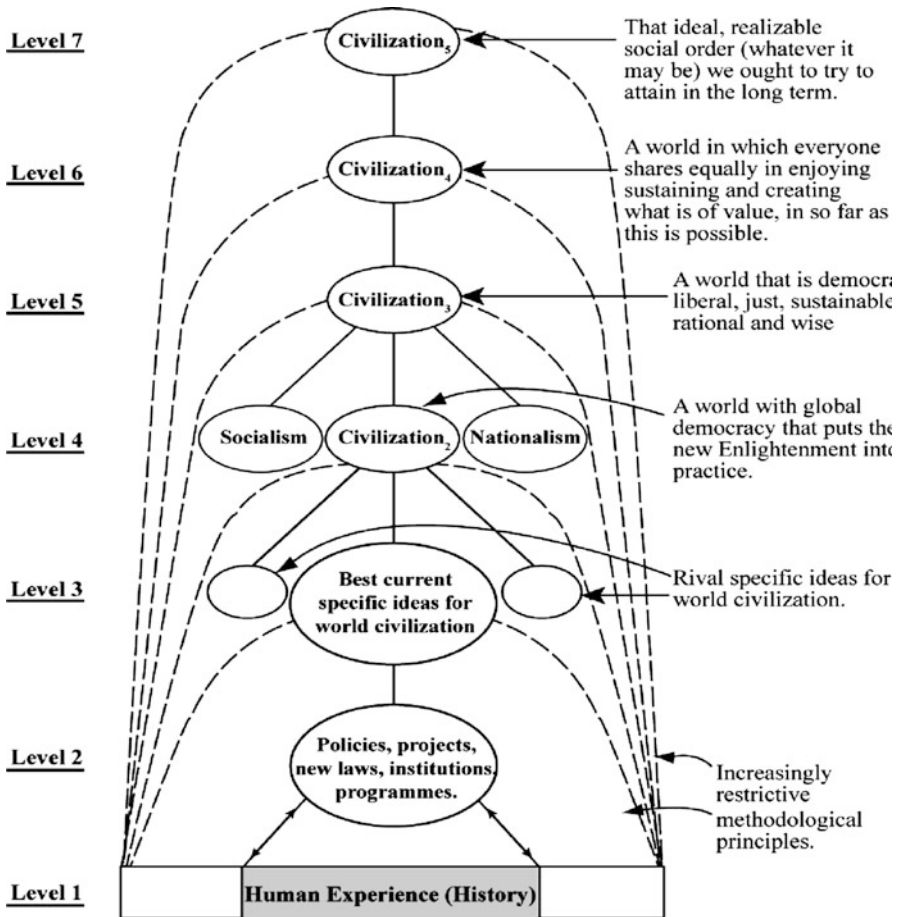 Level 7
Civilization5
That ideal, realizable
social order (whatever it
may be) we ought to try to
attain in the long term.
Level 6
Civilization4
A world in which everyone
shares equally in enjoying
sustaining and creating
what is of value, in so far as
this is possible.
Level 5
Civilization3
A world that is democra
liberal, just, sustainable
rational and wise
Level 4
Socialism
Civilization2
Nationalism
A world with global
democracy that puts the
new Enlightenment into
practice.
Level 3
Best current
specific ideas for
world civilization
Rival specific ideas for
world civilization.
Level 2
Policies, projects,
new laws, institutions,
programmes.
Increasingly
restrictive
methodological
principles.
Level 1
Human Experience (History)